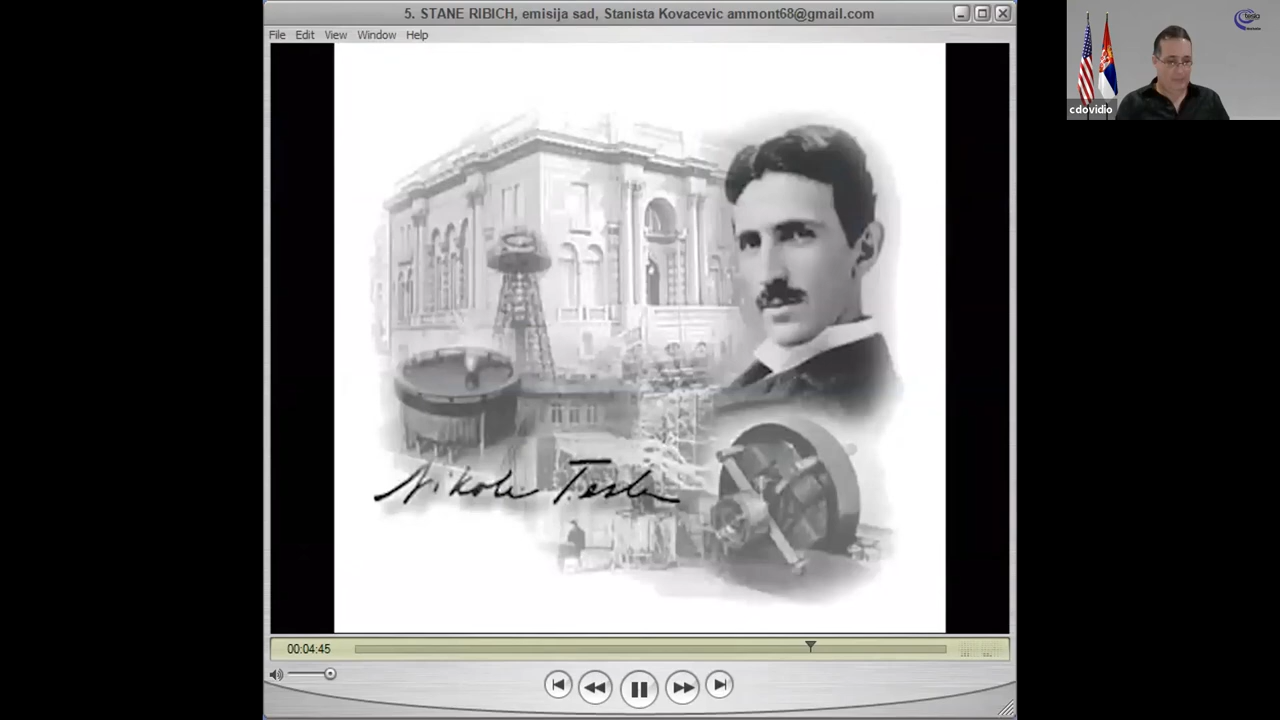 5. STANE RIBICH, emisija sad, Stanista Kovacevic ammont68@gmail.com
File Edit View Window Help
cdovidio
Nikola Tesla
00:04:45